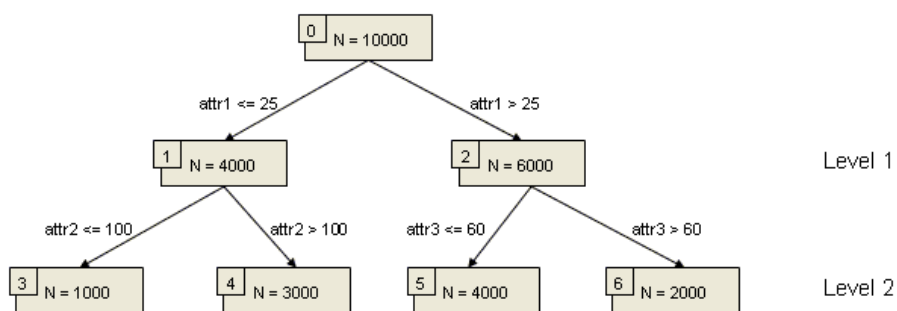 0
N = 10000
attr1 <= 25
attr1 > 25
1
N = 4000
2
N = 6000
Level 1
attr2 <= 100
attr2 > 100
attr3 <= 60
attr3 > 60
3
N = 1000
4
N = 3000
5
N = 4000
6
N = 2000
Level 2